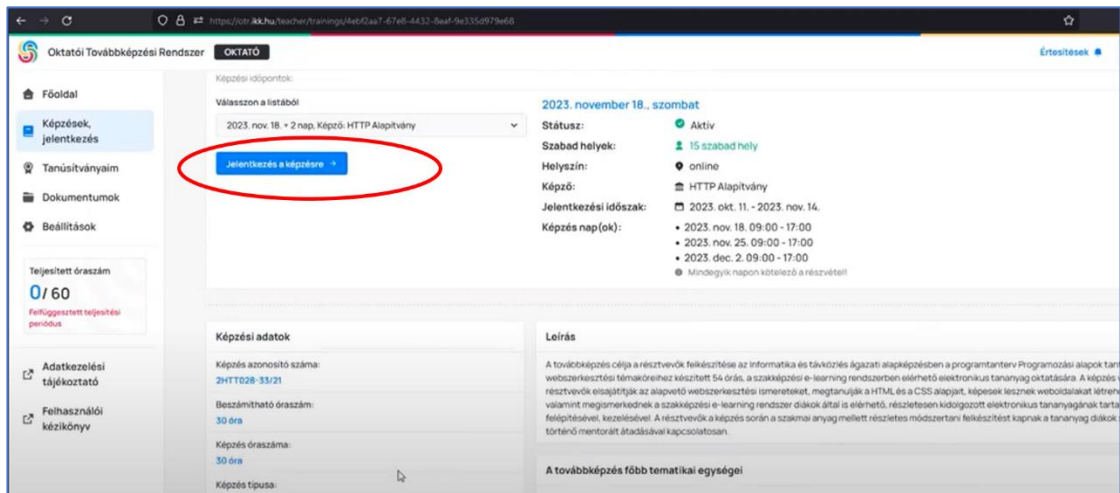 https://otr.ikk.hu/teacher/trainings/4ebf2aa7-67e8-4432-8eaf-9e335d979e68
Oktatói Továbbképzési Rendszer OKTATÓ
Értesítések
Főoldal
Képzések,
jelentkezés
Tanúsítványaim
Dokumentumok
Beállítások
Teljesített óraszám
0/ 60
Felfüggesztett teljesítési
periódus
Adatkezelési
tájékoztató
Felhasználói
kézikönyv
Képzési időpontok:
Válasszon a listából
2023. nov. 18. + 2 nap, Képző: HTTP Alapítvány
Jelentkezés a képzésre
2023. november 18., szombat
Státusz: Aktív
Szabad helyek: 15 szabad hely
Helyszín: online
Képző: HTTP Alapítvány
Jelentkezési időszak: 2023. okt. 11. - 2023. nov. 14.
Képzés nap(ok): • 2023. nov. 18. 09:00 - 17:00
• 2023. nov. 25. 09:00 - 17:00
• 2023. dec. 2. 09:00 - 17:00
Mindegyik napon kötelező a részvétel!
Képzési adatok
Képzés azonosító száma:
2HTT028-33/21
Beszámítható óraszám:
30 óra
Képzés óraszáma:
30 óra
Képzés típusa:
Leírás
A továbbképzés célja a résztvevők felkészítése az Informatika és távközlés ágazati alapképzésben a programtanterv Programozási alapok tant
webszerkesztési témaköreihez készített 54 órás, a szakképzési e-learning rendszerben elérhető elektronikus tananyag oktatására. A képzés v
résztvevők elsajátítják az alapvető webszerkesztési ismereteket, megtanulják a HTML és a CSS alapjait, képesek lesznek weboldalakat létreh
valamint megismerkednek a szakképzési e-learning rendszer diákok által is elérhető, részletesen kidolgozott elektronikus tananyagának tarta
felépítésével, kezelésével. A résztvevők a képzés során a szakmai anyag mellett részletes módszertani felkészítést kapnak a tananyag diákok
történő mentorált átadásával kapcsolatosan.
A továbbképzés főbb tematikai egységei